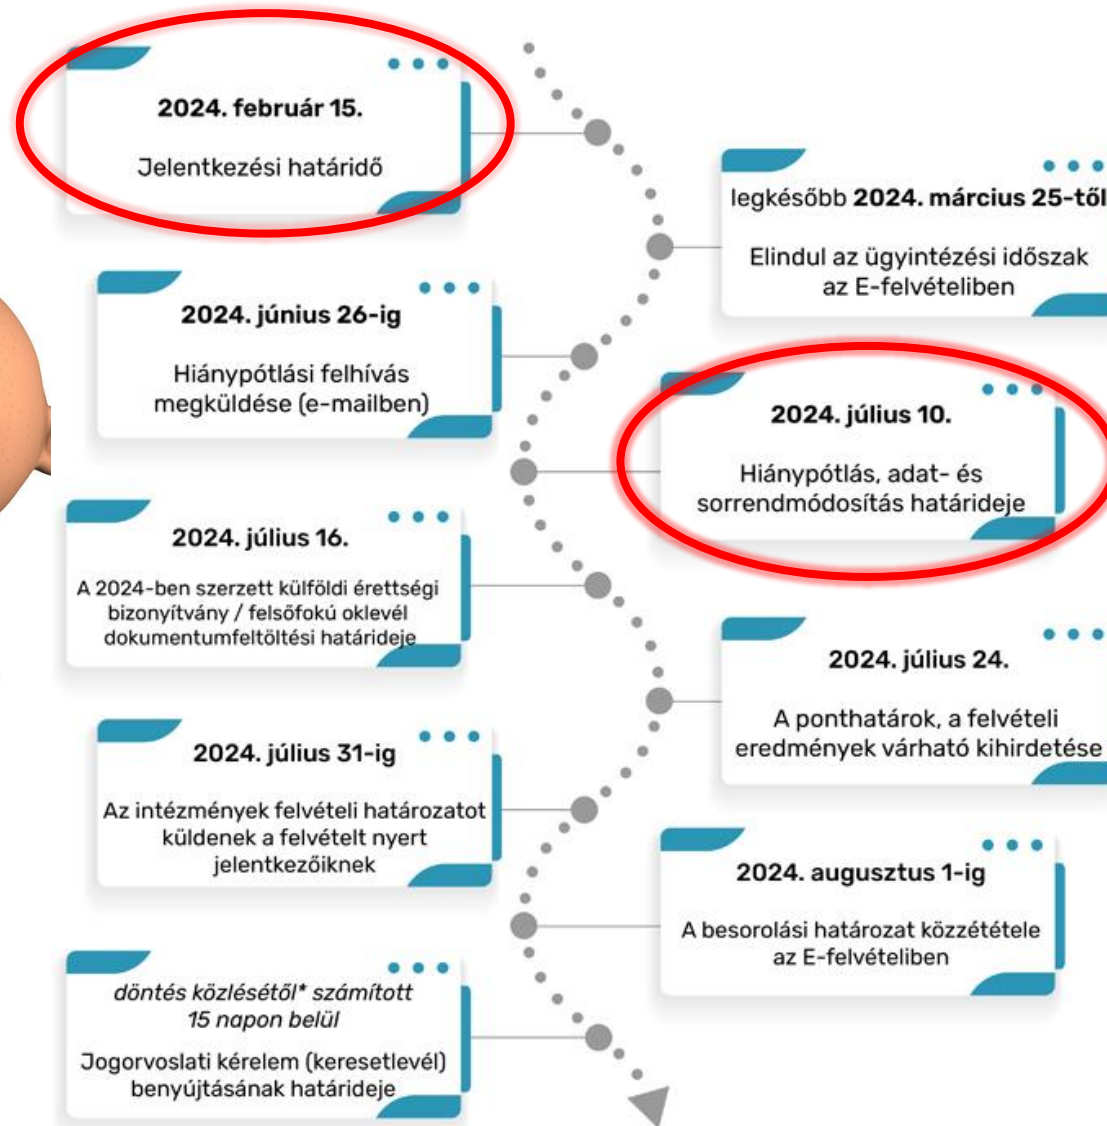 2024. február 15.
Jelentkezési határidő
legkésőbb 2024. március 25-től
Elindul az ügyintézési időszak
az E-felvételiben
2024. június 26-ig
Hiánypótlási felhívás
megküldése (e-mailben)
2024. július 10.
Hiánypótlás, adat- és
sorrendmódosítás határideje
2024. július 16.
A 2024-ben szerzett külföldi érettségi
bizonyítvány / felsőfokú oklevél
dokumentumfeltöltési határideje
2024. július 24.
A ponthatárok, a felvételi
eredmények várható kihirdetése
2024. július 31-ig
Az intézmények felvételi határozatot
küldenek a felvételt nyert
jelentkezőiknek
2024. augusztus 1-ig
A besorolási határozat közzététele
az E-felvételiben
döntés közlésétől* számított
15 napon belül
Jogorvoslati kérelem (keresetlevél)
benyújtásának határideje